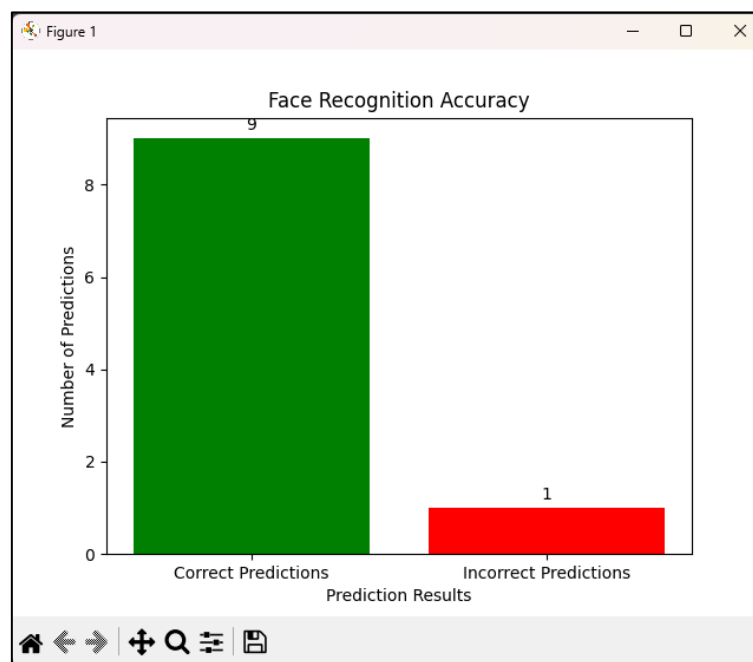 Figure 1
Face Recognition Accuracy
9
8
6
4
2
0
1
Number of Predictions
Correct Predictions
Incorrect Predictions
Prediction Results